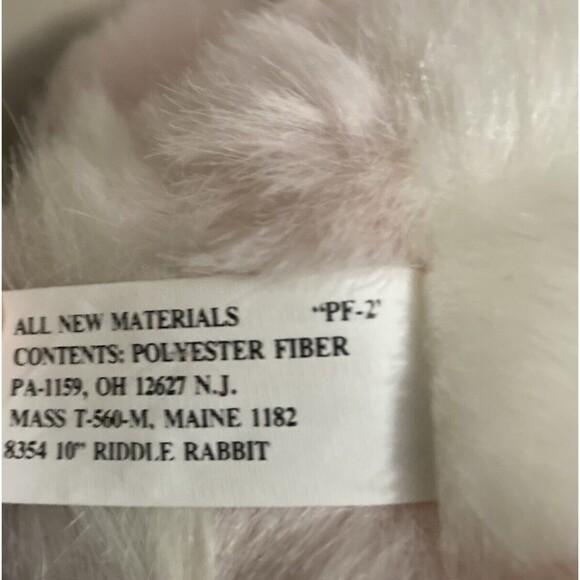 ALL NEW MATERIALS "PF-2'
CONTENTS: POLYESTER FIBER
PA-1159, OH 12627 N.J.
MASS T-560-M, MAINE 1182
8354 10" RIDDLE RABBIT